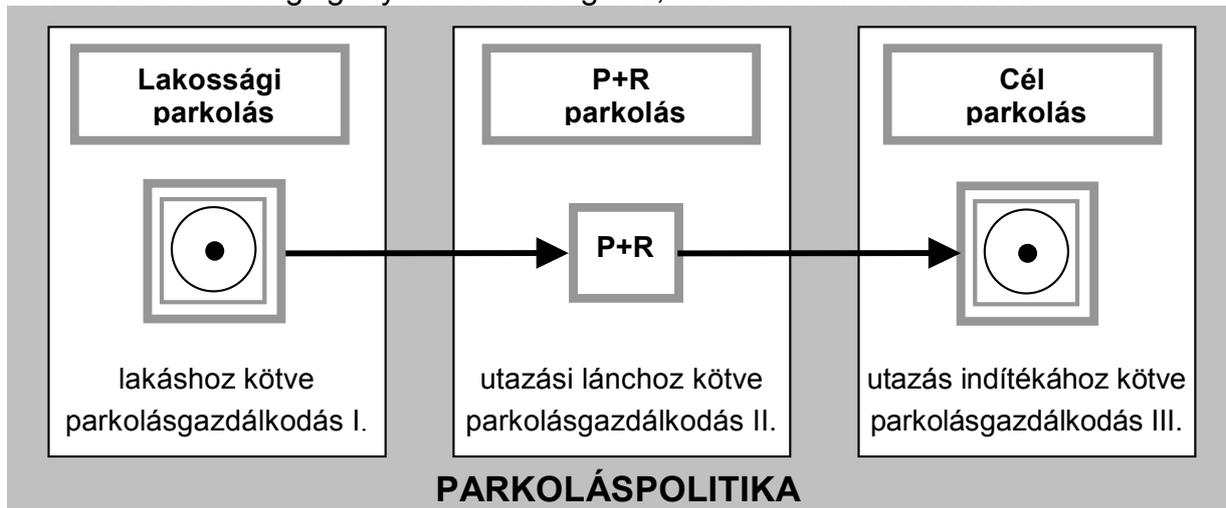 Lakossági
parkolás
P+R
parkolás
Cél
parkolás
P+R
lakáshoz kötve
parkolásgazdálkodás I.
utazási lánchoz kötve
parkolásgazdálkodás II.
utazás indítékához kötve
parkolásgazdálkodás III.
PARKOLÁSPOLITIKA